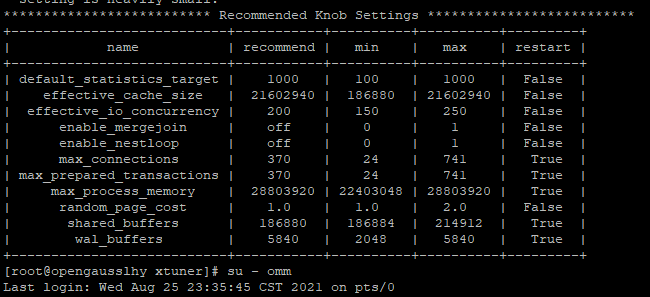 setting is heavily small.
************************** Recommended Knob Settings **************************
+---------------------------+-----------+----------+----------+---------+
| name | recommend | min | max | restart |
+---------------------------+-----------+----------+----------+---------+
| default_statistics_target | 1000 | 100 | 1000 | False |
| effective_cache_size | 21602940 | 186880 | 21602940 | False |
| effective_io_concurrency | 200 | 150 | 250 | False |
| enable_mergejoin | off | 0 | 1 | False |
| enable_nestloop | off | 0 | 1 | False |
| max_connections | 370 | 24 | 741 | True |
| max_prepared_transactions | 370 | 24 | 741 | True |
| max_process_memory | 28803920 | 22403048 | 28803920 | True |
| random_page_cost | 1.0 | 1.0 | 2.0 | False |
| shared_buffers | 186880 | 186884 | 214912 | True |
| wal_buffers | 5840 | 2048 | 5840 | True |
+---------------------------+-----------+----------+----------+---------+
[root@opengausslhy xtuner]# su - omm
Last login: Wed Aug 25 23:35:45 CST 2021 on pts/0